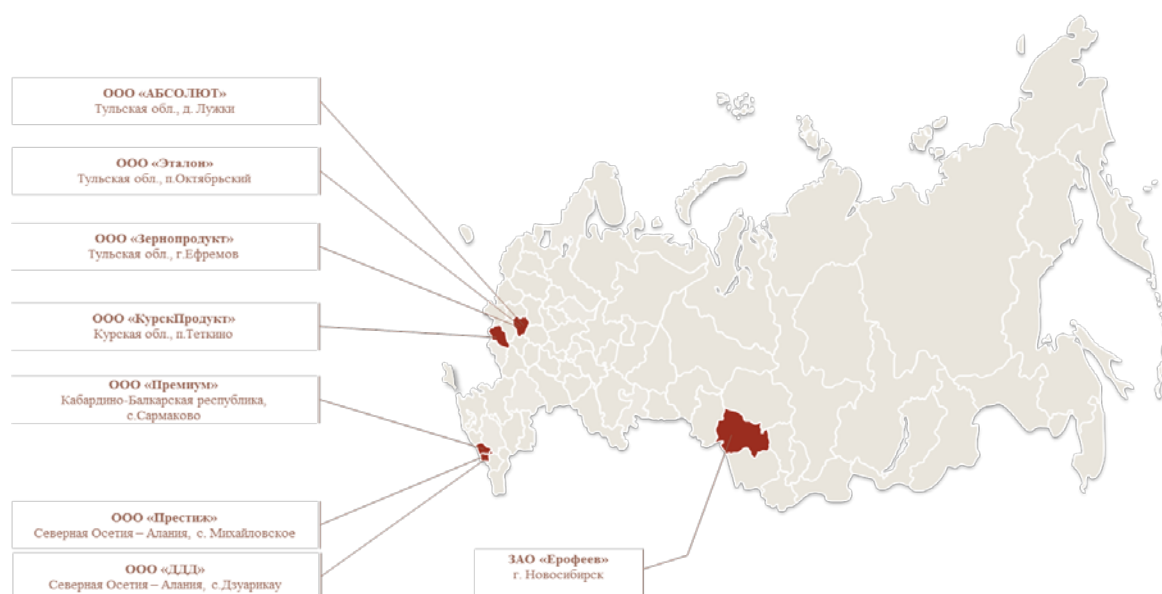 ООО «АБСОЛЮТ»
Тульская обл., д. Лужки
ООО «Эталон»
Тульская обл., п.Октябрьский
ООО «Зернопродукт»
Тульская обл., г.Ефремов
ООО «КурскПродукт»
Курская обл., п.Теткино
ООО «Премиум»
Кабардино-Балкарская республика,
с.Сармаково
ООО «Престиж»
Северная Осетия – Алания, с. Михайловское
ООО «ДДД»
Северная Осетия – Алания, с.Дзуарикау
ЗАО «Ерофеев»
г. Новосибирск